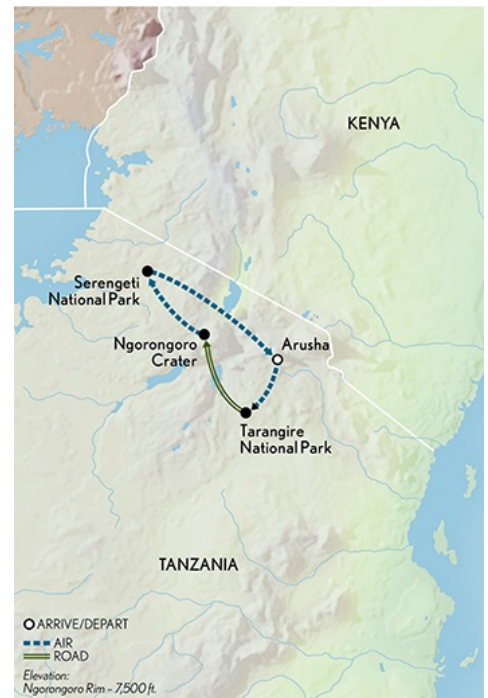 KENYA
Serengeti
National Park
Ngorongoro
Crater
Arusha
Tarangire
National Park
TANZANIA
ARRIVE/DEPART
AIR
ROAD
Elevation:
Ngorongoro Rim – 7,500 ft.